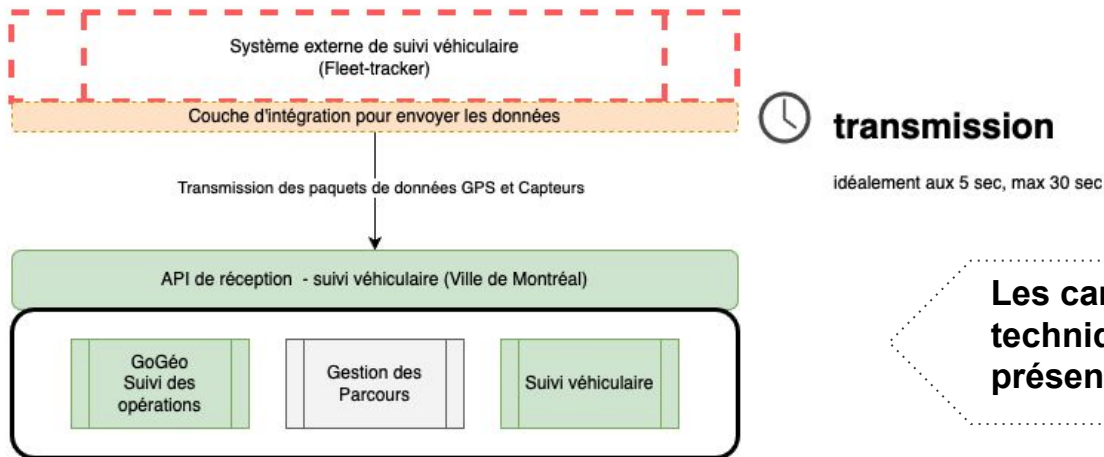 Système externe de suivi véhiculaire
(Fleet-tracker)
Couche d'intégration pour envoyer les données
transmission
idéalement aux 5 sec, max 30 sec
Transmission des paquets de données GPS et Capteurs
API de réception - suivi véhiculaire (Ville de Montréal)
GoGéo
Suivi des
opérations
Gestion des
Parcours
Suivi véhiculaire
Les